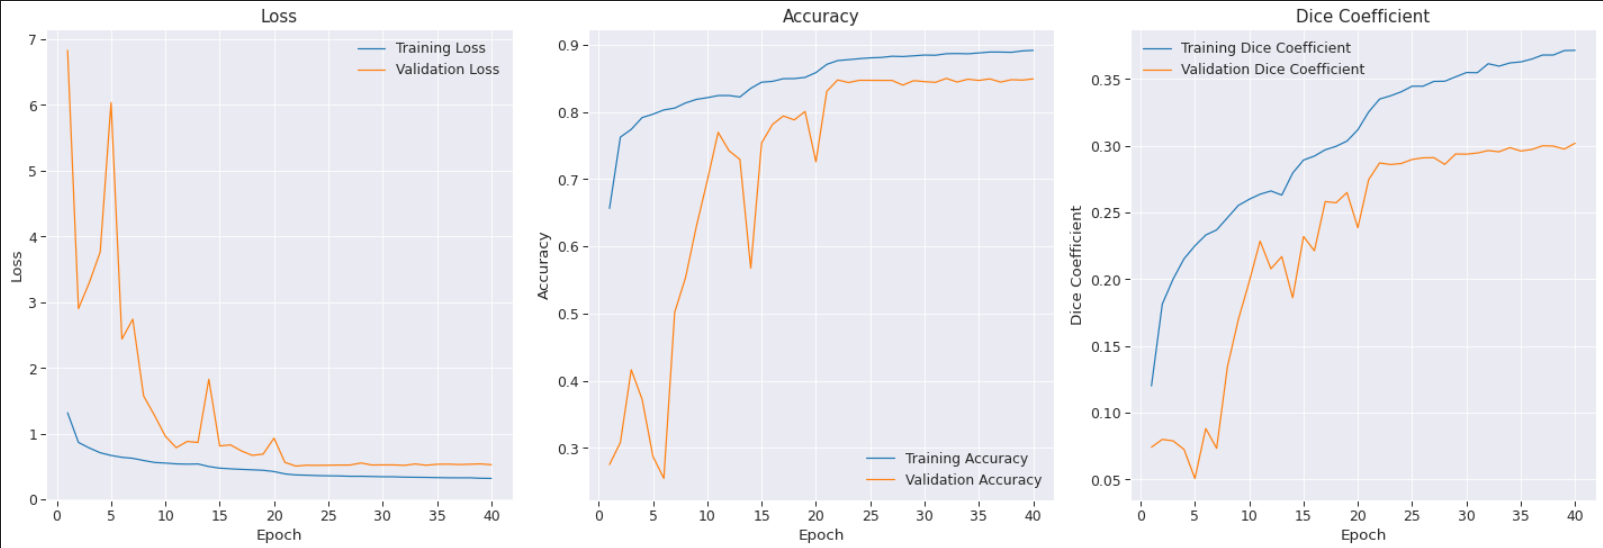 Loss
Training Loss
Validation Loss
7
6
5
4
3
2
1
0
Loss
0 5 10 15 20 25 30 35 40
Epoch
Accuracy
0.9
0.8
0.7
0.6
0.5
0.4
0.3
Accuracy
Training Accuracy
Validation Accuracy
0 5 10 15 20 25 30 35 40
Epoch
Dice Coefficient
Training Dice Coefficient
Validation Dice Coefficient
0.35
0.30
0.25
0.20
0.15
0.10
0.05
Dice Coefficient
0 5 10 15 20 25 30 35 40
Epoch